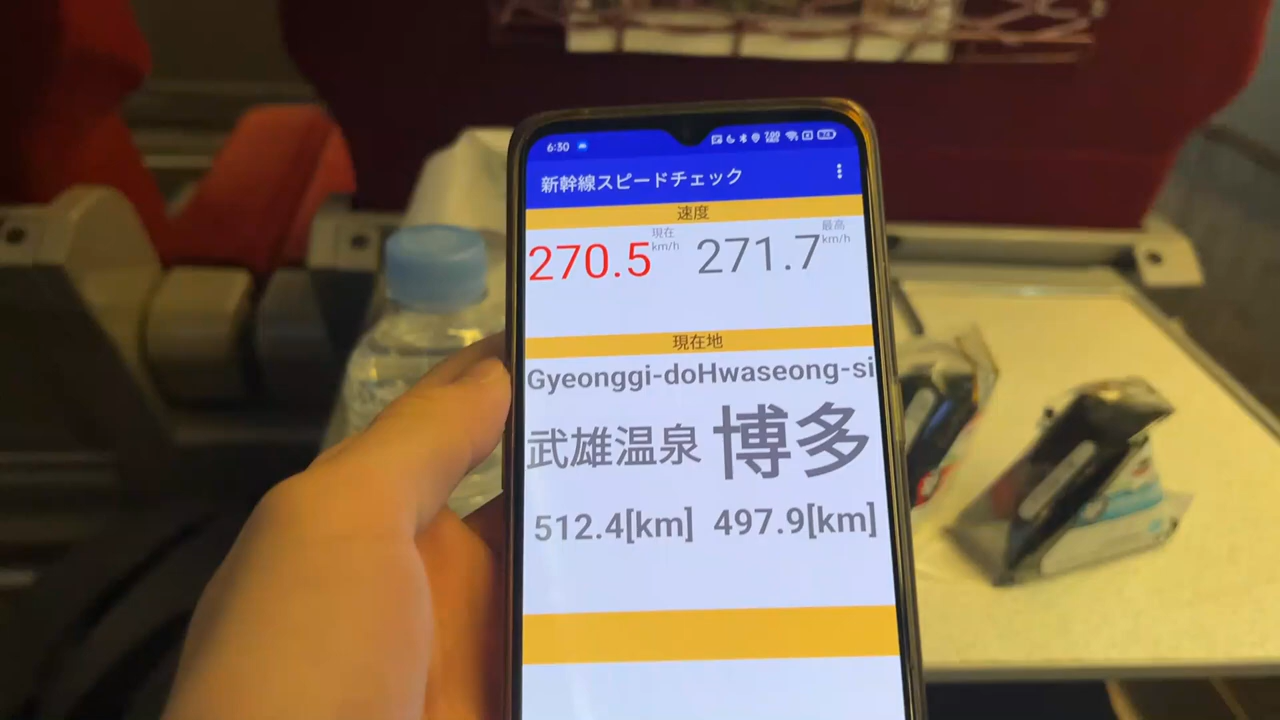 6:30
新幹線スピードチェック
速度
270.5 現在 km/h 271.7 最高 km/h
現在地
Gyeonggi-doHwaseong-si
武雄温泉 博多
512.4[km] 497.9[km]